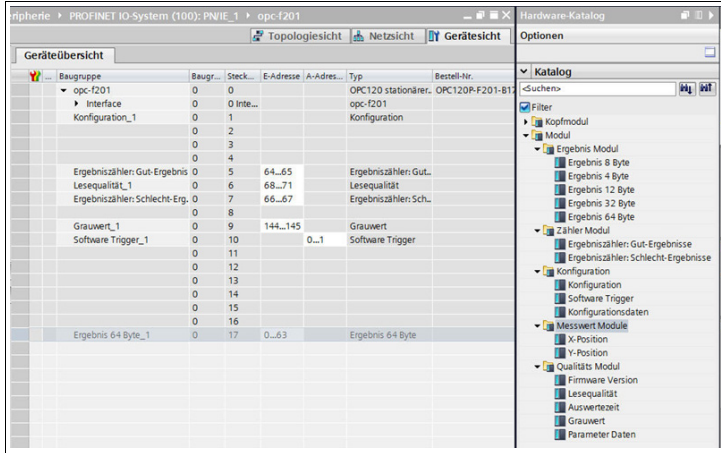 ripherie ▸ PROFINET IO-System (100): PN/IE_1 ▸ opc-f201
Topologiesicht Netzsicht Gerätesicht
Geräteübersicht
... Baugruppe Baugr... Steck... E-Adresse A-Adres... Typ Bestell-Nr.
opc-f201 0 0 OPC120 stationärer.. OPC120P-F201-B17
Interface 0 0 Inte... opc-f201
Konfiguration_1 0 1 Konfiguration
0 2
0 3
0 4
Ergebniszähler: Gut-Ergebnis 0 5 64...65 Ergebniszähler: Gut..
Lesequalität_1 0 6 68...71 Lesequalität
Ergebniszähler: Schlecht-Erg. 0 7 66...67 Ergebniszähler: Sch..
0 8
Grauwert_1 0 9 144...145 Grauwert
Software Trigger_1 0 10 0...1 Software Trigger
0 11
0 12
0 13
0 14
0 15
0 16
Ergebnis 64 Byte_1 0 17 0...63 Ergebnis 64 Byte
Hardware-Katalog
Optionen
Katalog
<Suchen>
Filter
Kopfmodul
Modul
Ergebnis Modul
Ergebnis 8 Byte
Ergebnis 4 Byte
Ergebnis 12 Byte
Ergebnis 32 Byte
Ergebnis 64 Byte
Zähler Modul
Ergebniszähler: Gut-Ergebnisse
Ergebniszähler: Schlecht-Ergebnisse
Konfiguration
Konfiguration
Software Trigger
Konfigurationsdaten
Messwert Module
X-Position
Y-Position
Qualitäts Modul
Firmware Version
Lesequalität
Auswertezeit
Grauwert
Parameter Daten